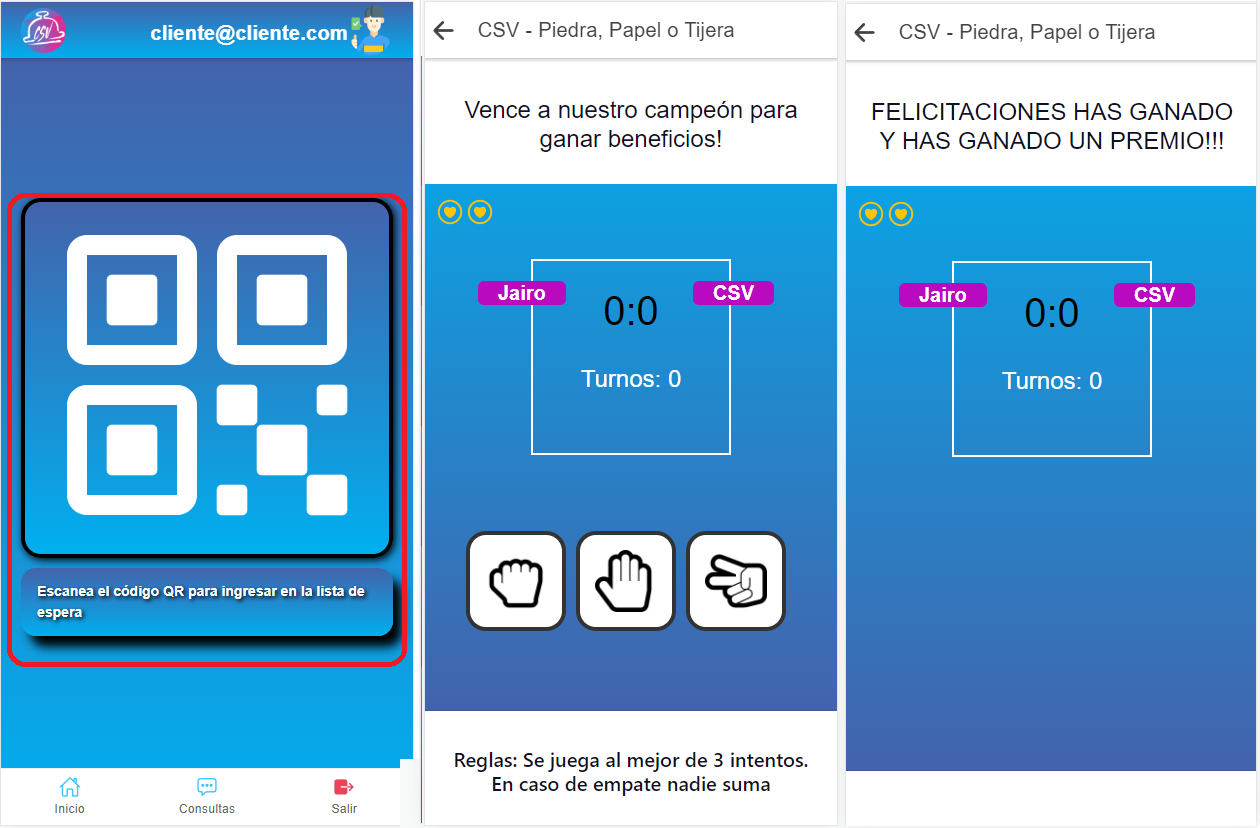 CSV
cliente@cliente.com
Escanea el código QR para ingresar en la lista de
espera
Inicio
Consultas
Salir
CSV - Piedra, Papel o Tijera
Vence a nuestro campeón para
ganar beneficios!
Jairo
CSV
0:0
Turnos: 0
Reglas: Se juega al mejor de 3 intentos.
En caso de empate nadie suma
CSV - Piedra, Papel o Tijera
FELICITACIONES HAS GANADO
Y HAS GANADO UN PREMIO!!!
Jairo
CSV
0:0
Turnos: 0